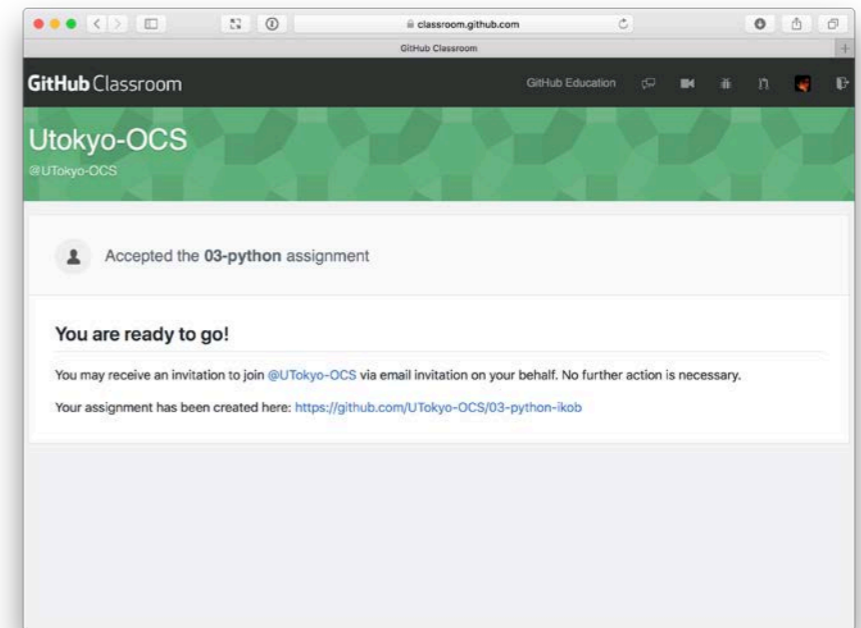 classroom.github.com
GitHub Classroom
GitHub Classroom
GitHub Education
Utokyo-OCS
@UTokyo-OCS
Accepted the 03-python assignment
You are ready to go!
You may receive an invitation to join @UTokyo-OCS via email invitation on your behalf. No further action is necessary.
Your assignment has been created here: https://github.com/UTokyo-OCS/03-python-ikob